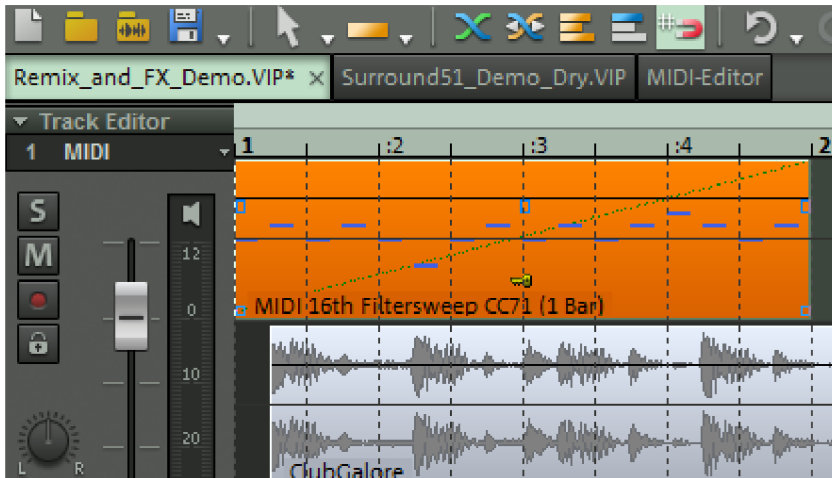 Remix_and_FX_Demo.VIP* × Surround51_Demo_Dry.VIP MIDI-Editor
Track Editor
1 MIDI 1 :2 :3 :4 2
S
M 12
0
MIDI 16th Filtersweep CC71 (1 Bar)
10
20
L R ClubGalore